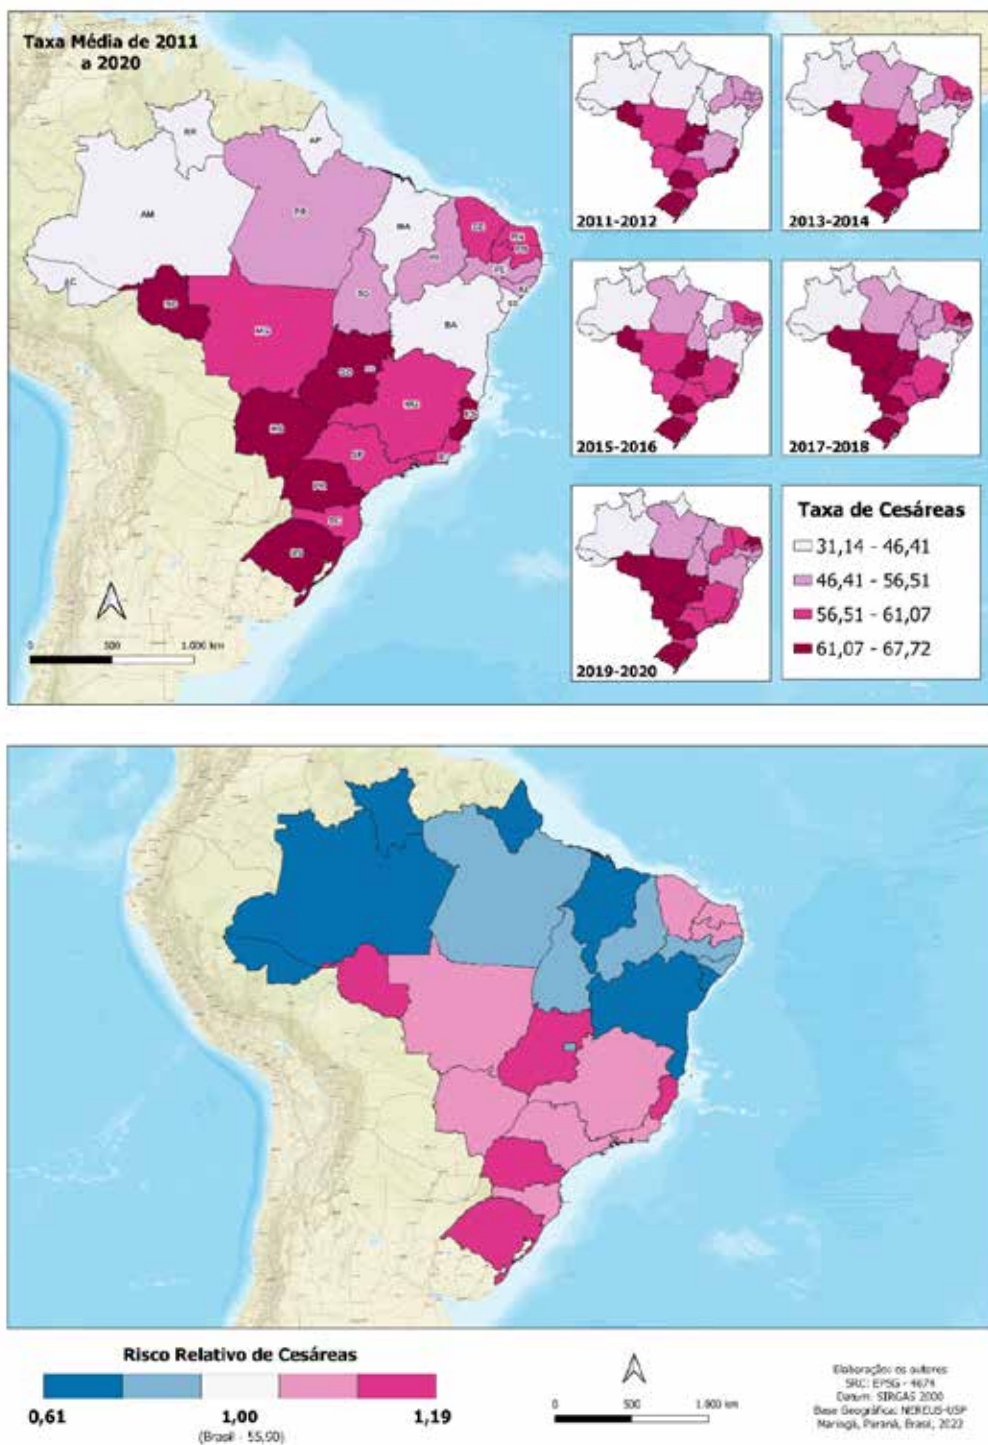 Taxa Média de 2011
a 2020
RR
AP
AM
PA
MA
CE
RN
PB
PI
PE
AL
SE
AC
RO
TO
BA
MT
GO
DF
MG
ES
MS
SP
RJ
PR
SC
RS
0 500 1.000 km
2011-2012
2013-2014
2015-2016
2017-2018
2019-2020
Taxa de Cesáreas
31,14 - 46,41
46,41 - 56,51
56,51 - 61,07
61,07 - 67,72
Risco Relativo de Cesáreas
0,61 1,00 1,19
(Brasil - 55,90)
0 500 1.000 km
Elaboração: os autores
SRC: EPSG - 4674
Datum: SIRGAS 2000
Base Geográfica: NEREUS-USP
Maringá, Paraná, Brasil, 2022